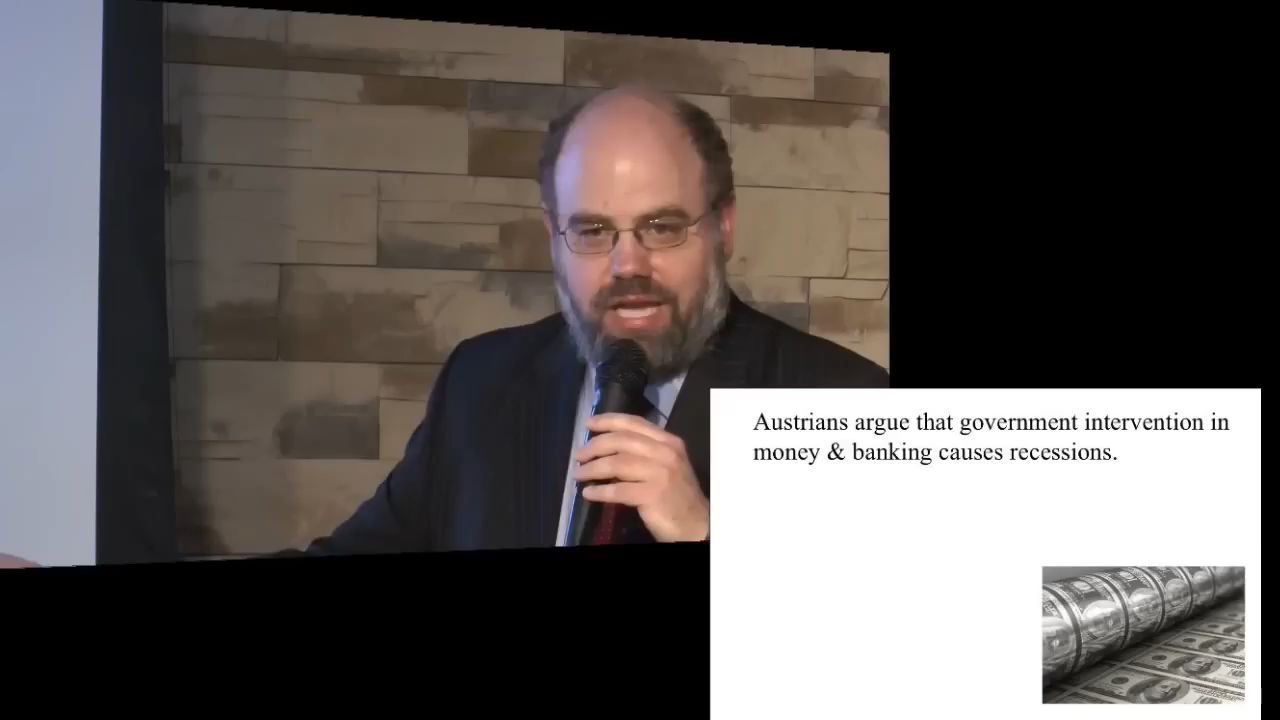 Austrians argue that government intervention in
money & banking causes recessions.